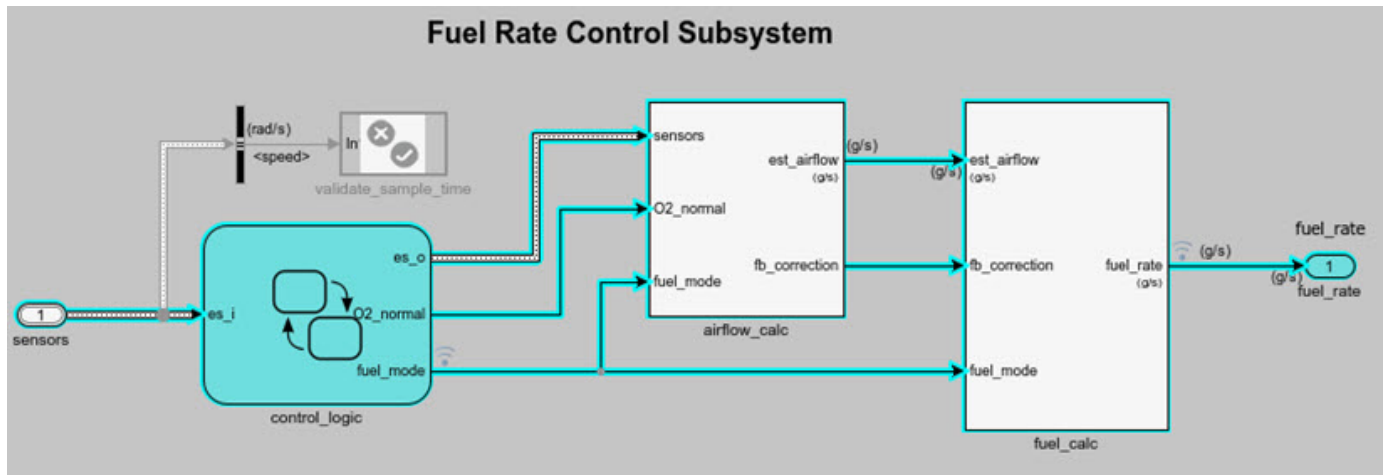 Fuel Rate Control Subsystem
(rad/s)
<speed>
In
validate_sample_time
sensors
est_airflow
(g/s)
O2_normal
fb_correction
fuel_mode
airflow_calc
(g/s)
(g/s)
est_airflow
(g/s)
fb_correction
fuel_rate
(g/s)
fuel_mode
fuel_calc
(g/s)
(g/s)
fuel_rate
1
fuel_rate
1
sensors
es_i
es_o
O2_normal
fuel_mode
control_logic